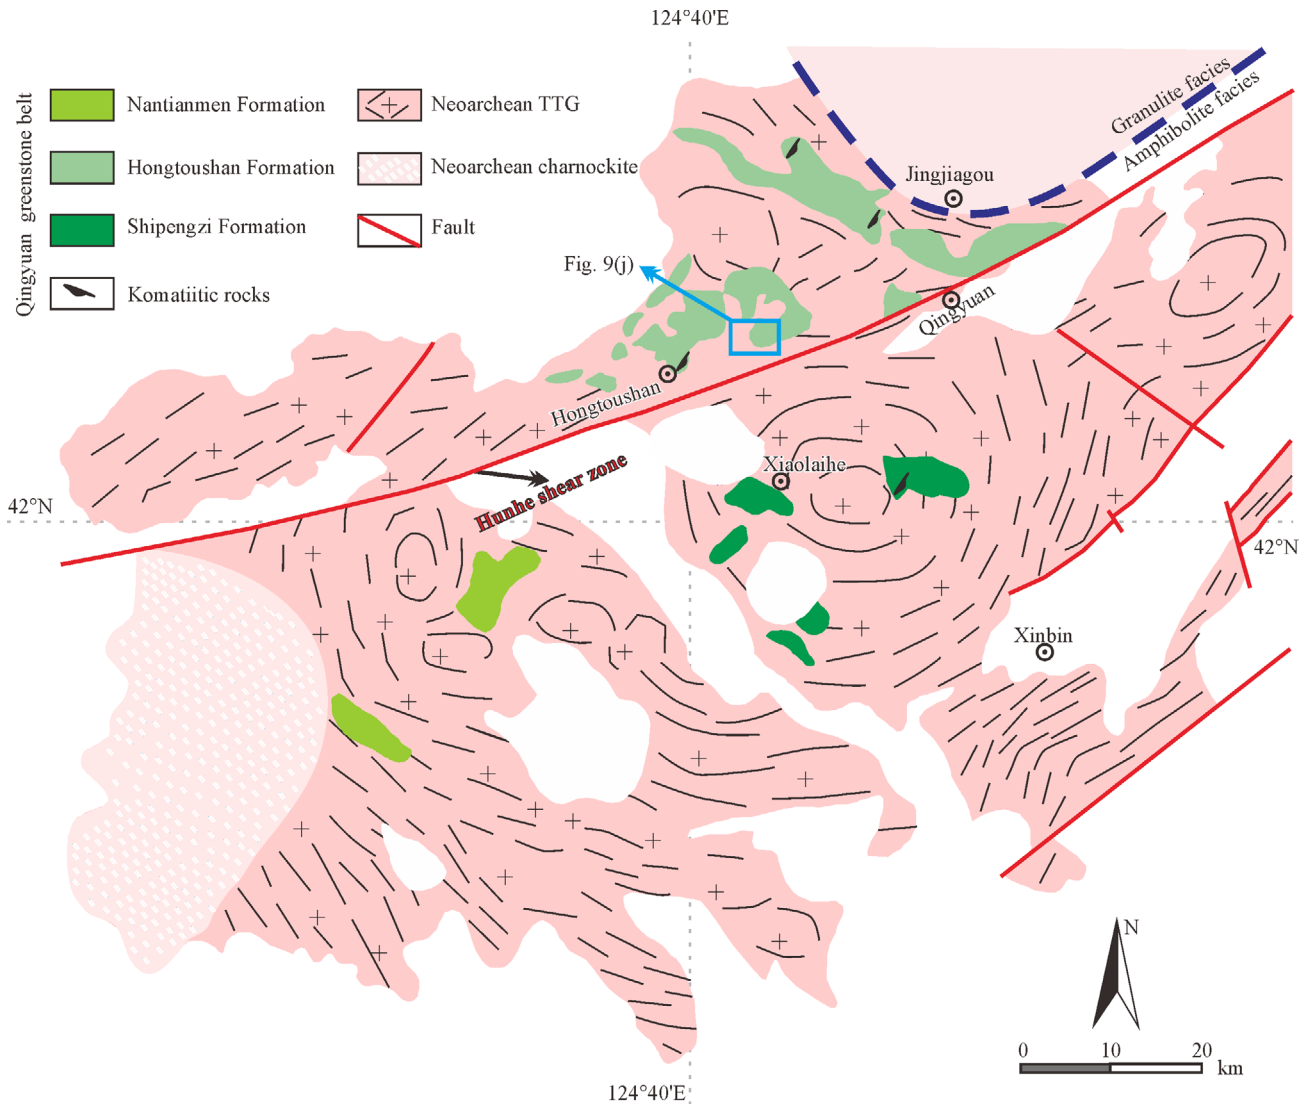 124°40'E
Qingyuan greenstone belt
Nantianmen Formation
Hongtoushan Formation
Shipengzi Formation
Komatiitic rocks
Neoarchean TTG
Neoarchean charnockite
Fault
Granulite facies
Amphibolite facies
Jingjiagou
Fig. 9(j)
Qingyuan
Hongtoushan
Xiaolaihe
Hunhe shear zone
42°N
42°N
Xinbin
N
0 10 20
km
124°40'E